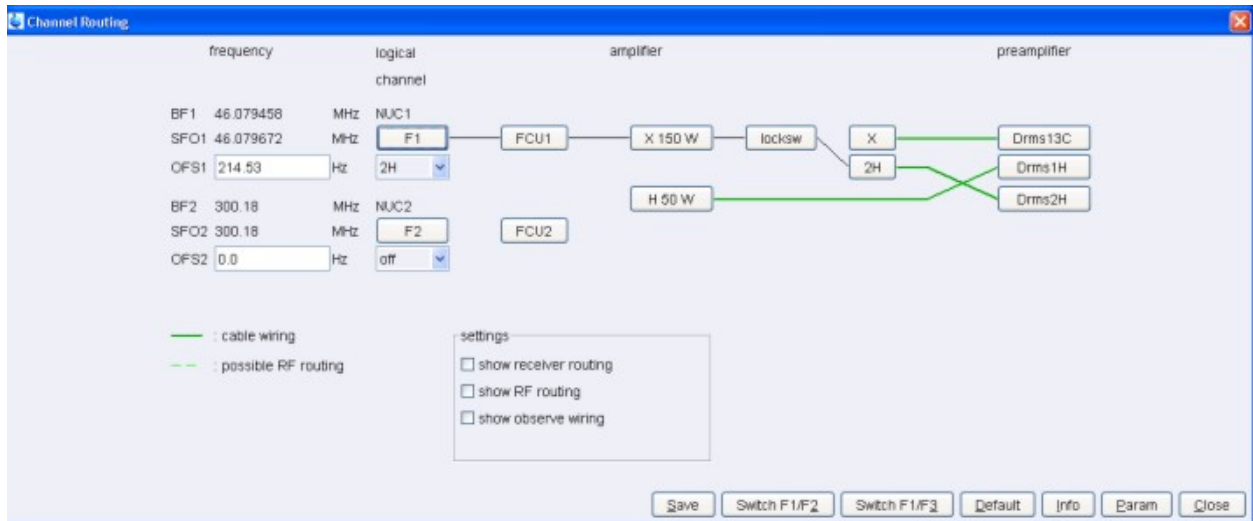 Channel Routing
frequency logical amplifier preamplifier
channel
BF1 46.079458 MHz NUC1
SFO1 46.079672 MHz F1 FCU1 X 150 W locksw X Drms13C
OFS1 214.53 Hz 2H 2H Drms1H
H 50 W Drms2H
BF2 300.18 MHz NUC2
SFO2 300.18 MHz F2 FCU2
OFS2 0.0 Hz off
: cable wiring settings
: possible RF routing show receiver routing
show RF routing
show observe wiring
Save Switch F1/F2 Switch F1/F3 Default Info Param Close